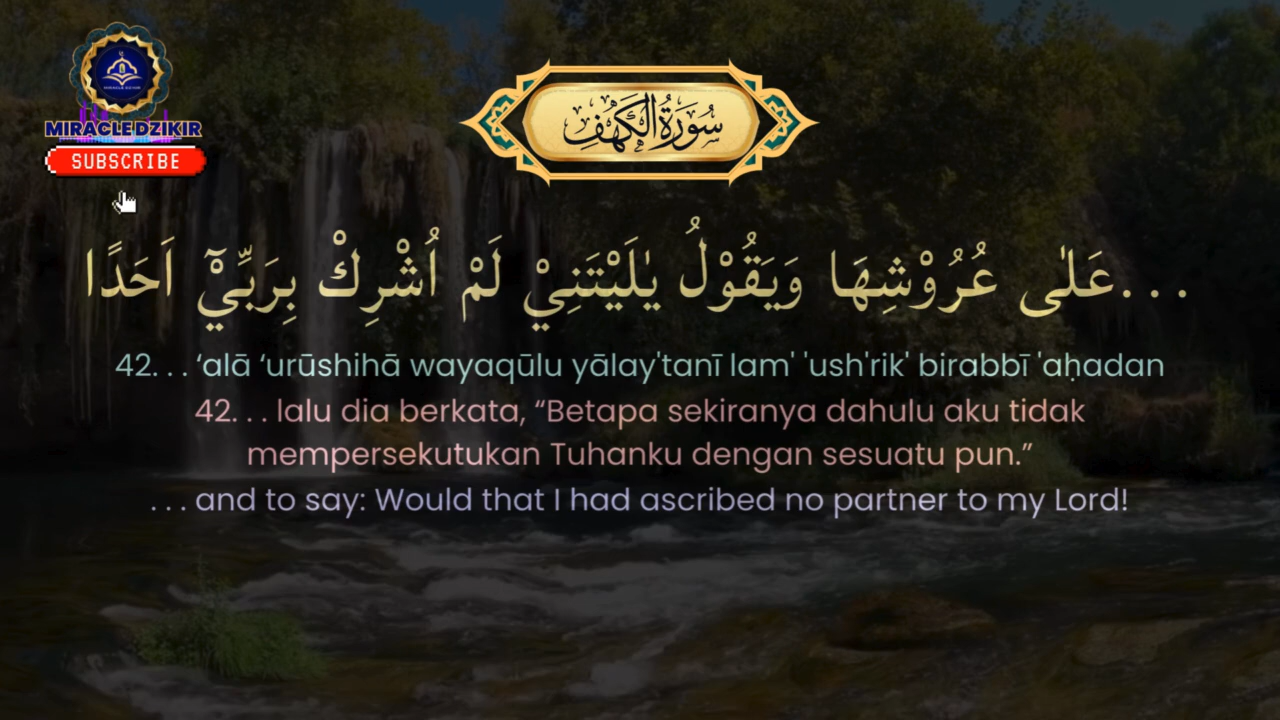 MIRACLE DZIKIR
SUBSCRIBE
سُوَرَةُ الكَهْفِ
...عَلٰى عُرُوْشِهَا وَيَقُوْلُ يٰلَيْتَنِيْ لَمْ اُشْرِكْ بِرَبِّيْٓ اَحَدًا
42. . . ‘alā ‘urūshihā wayaqūlu yālay'tanī lam' 'ush'rik' birabbī 'aḥadan
42. . . lalu dia berkata, “Betapa sekiranya dahulu aku tidak
mempersekutukan Tuhanku dengan sesuatu pun.”
. . . and to say: Would that I had ascribed no partner to my Lord!